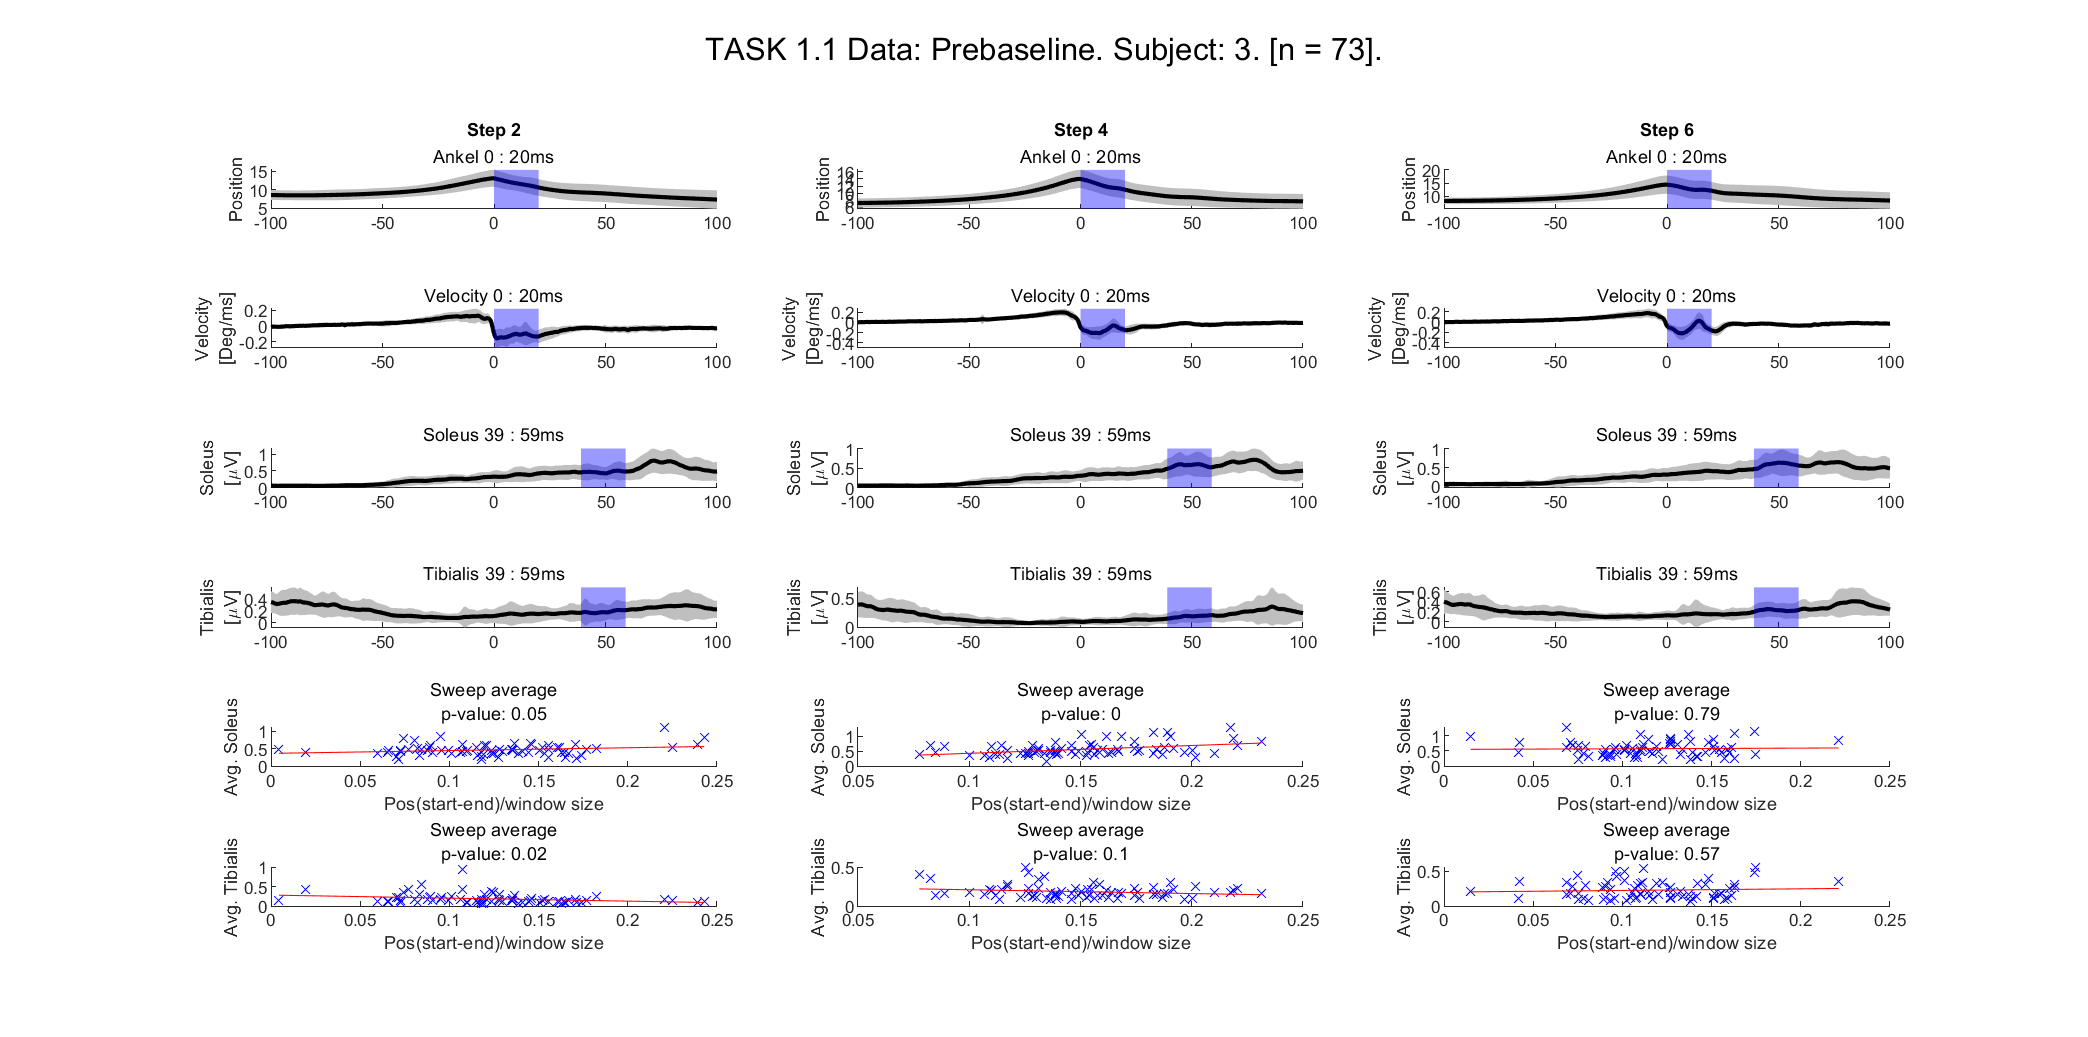 TASK 1.1 Data: Prebaseline. Subject: 3. [n = 73].
Step 2
Ankel 0 : 20ms
Position
15
10
5
-100 -50 0 50 100
Velocity 0 : 20ms
Velocity
[Deg/ms]
0.2
0
-0.2
-100 -50 0 50 100
Soleus 39 : 59ms
Soleus
[μV]
1
0.5
0
-100 -50 0 50 100
Tibialis 39 : 59ms
Tibialis
[μV]
0.4
0.2
0
-100 -50 0 50 100
Sweep average
p-value: 0.05
Avg. Soleus
1
0.5
0
0 0.05 0.1 0.15 0.2 0.25
Pos(start-end)/window size
Sweep average
p-value: 0.02
Avg. Tibialis
1
0.5
0
0 0.05 0.1 0.15 0.2 0.25
Pos(start-end)/window size
Step 4
Ankel 0 : 20ms
Position
16
14
12
10
8
6
-100 -50 0 50 100
Velocity 0 : 20ms
Velocity
[Deg/ms]
0.2
0
-0.2
-0.4
-100 -50 0 50 100
Soleus 39 : 59ms
Soleus
[μV]
1
0.5
0
-100 -50 0 50 100
Tibialis 39 : 59ms
Tibialis
[μV]
0.5
0
-100 -50 0 50 100
Sweep average
p-value: 0
Avg. Soleus
1
0.5
0
0.05 0.1 0.15 0.2 0.25
Pos(start-end)/window size
Sweep average
p-value: 0.1
Avg. Tibialis
0.5
0
0.05 0.1 0.15 0.2 0.25
Pos(start-end)/window size
Step 6
Ankel 0 : 20ms
Position
20
15
10
-100 -50 0 50 100
Velocity 0 : 20ms
Velocity
[Deg/ms]
0.2
0
-0.2
-0.4
-100 -50 0 50 100
Soleus 39 : 59ms
Soleus
[μV]
1
0.5
0
-100 -50 0 50 100
Tibialis 39 : 59ms
Tibialis
[μV]
0.6
0.4
0.2
0
-100 -50 0 50 100
Sweep average
p-value: 0.79
Avg. Soleus
1
0.5
0
0 0.05 0.1 0.15 0.2 0.25
Pos(start-end)/window size
Sweep average
p-value: 0.57
Avg. Tibialis
0.5
0
0 0.05 0.1 0.15 0.2 0.25
Pos(start-end)/window size